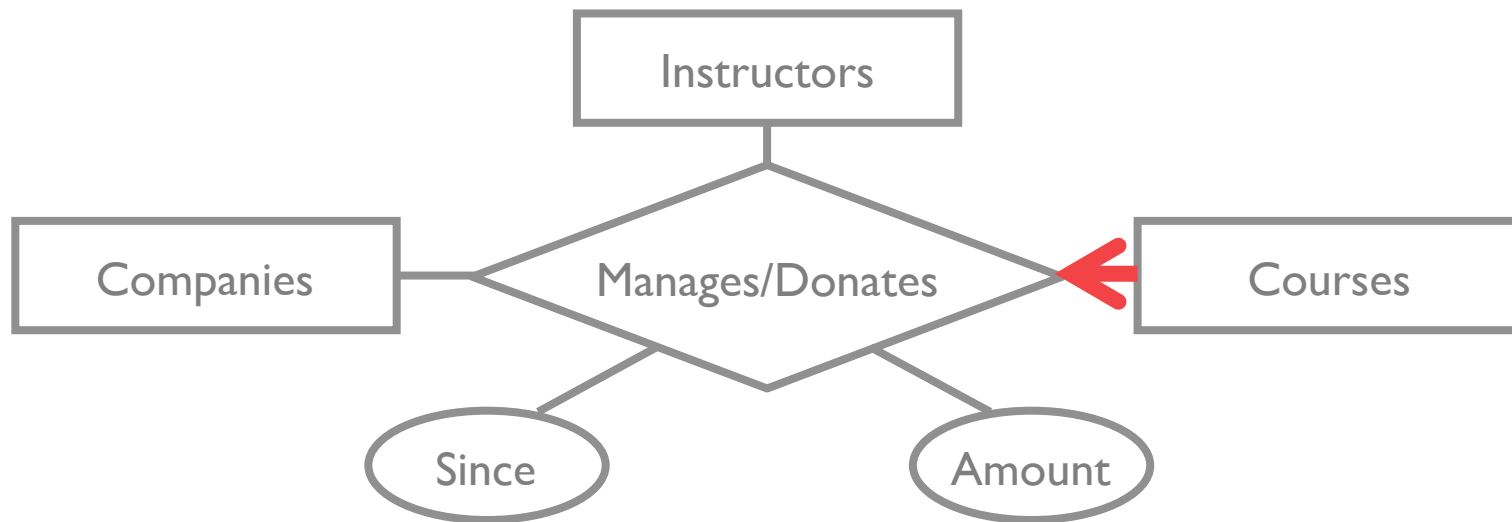 Instructors
Companies
Manages/Donates
Courses
Since
Amount